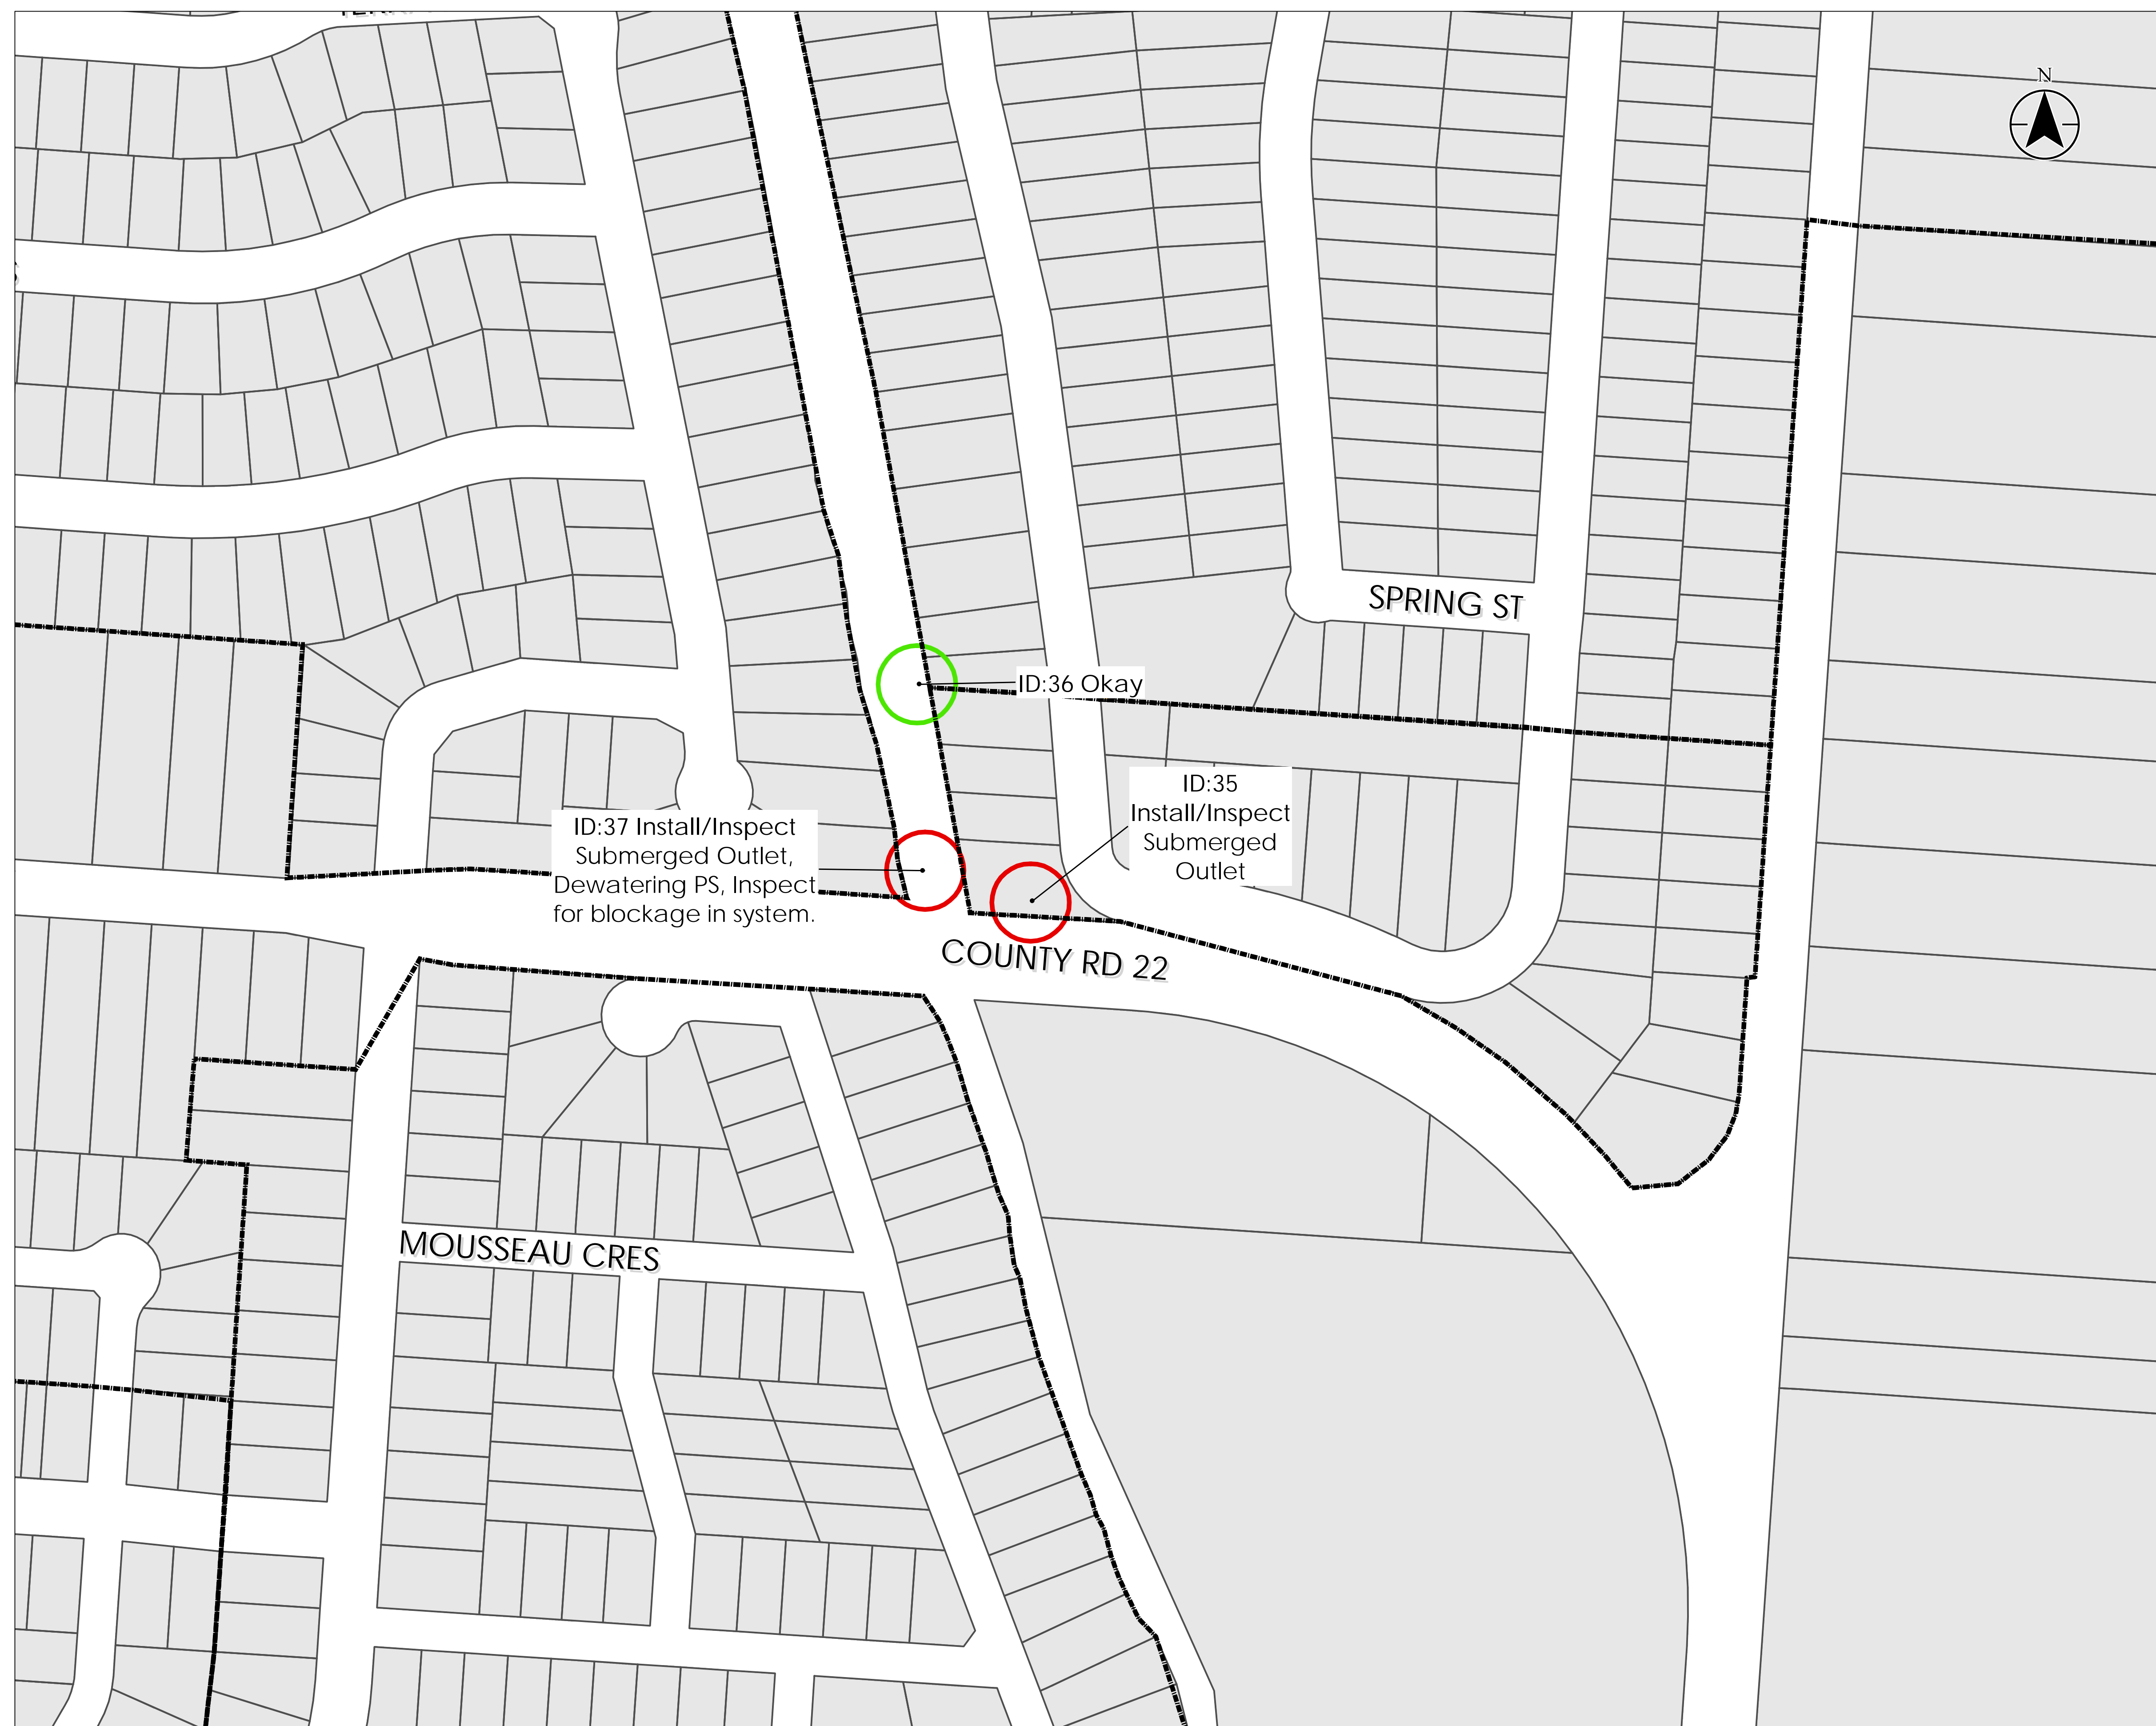 N
SPRING ST
ID:36 Okay
ID:35
Install/Inspect
Submerged
Outlet
ID:37 Install/Inspect
Submerged Outlet,
Dewatering PS, Inspect
for blockage in system.
COUNTY RD 22
MOUSSEAU CRES